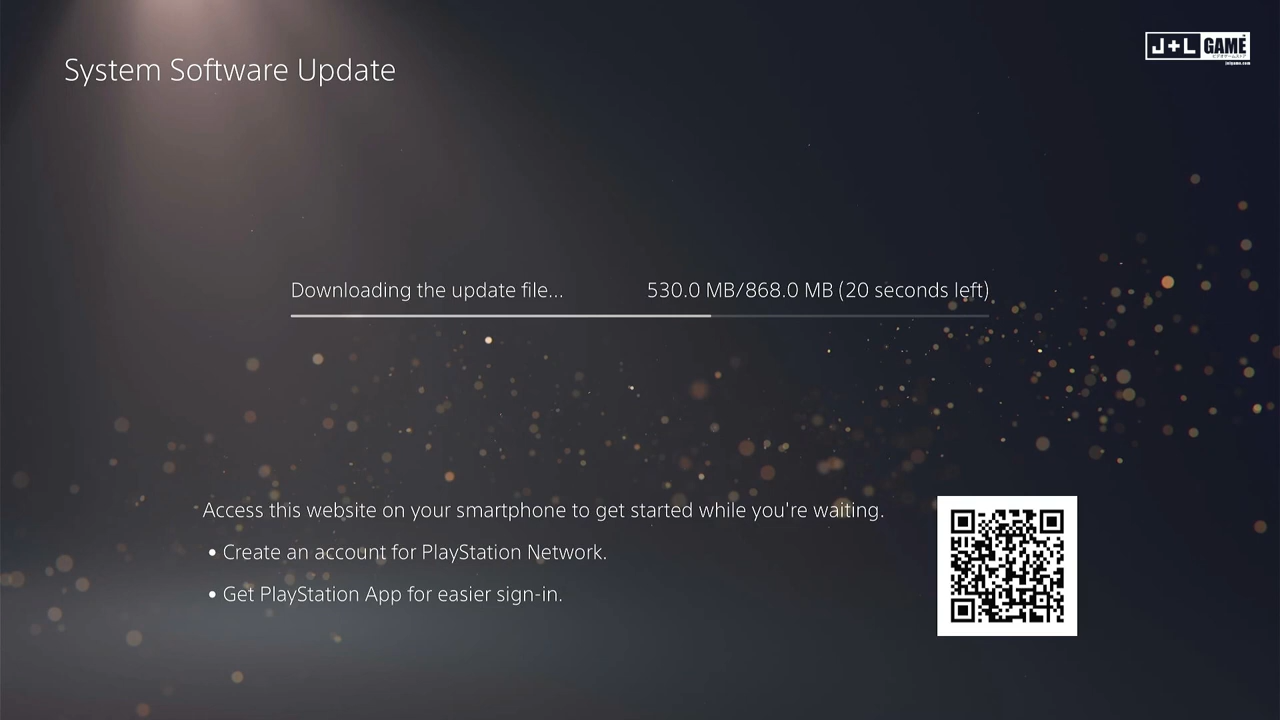 System Software Update
J+L GAME
jnlgame.com
Downloading the update file... 530.0 MB/868.0 MB (20 seconds left)
Access this website on your smartphone to get started while you're waiting.
• Create an account for PlayStation Network.
• Get PlayStation App for easier sign-in.